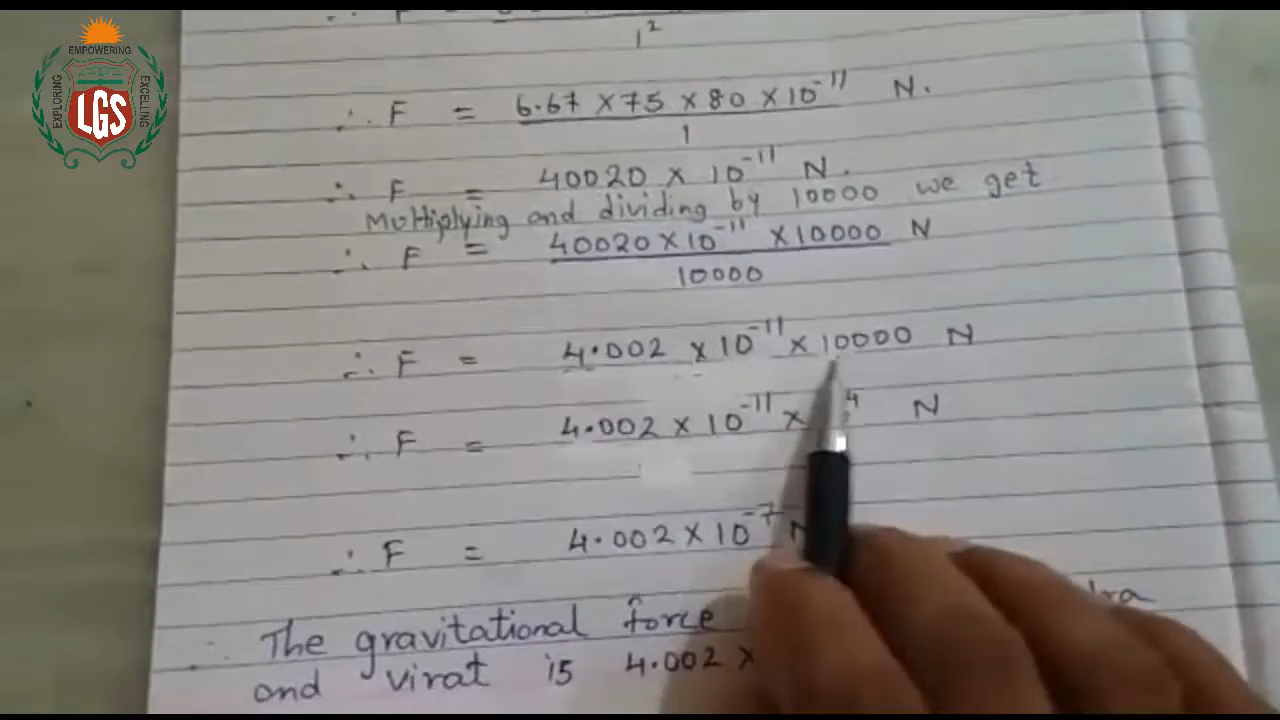 EMPOWERING
EXPLORING
EXCELLING
LGS
1²
∴ F = 6.67 × 75 × 80 × 10⁻¹¹ N.
1
∴ F = 40020 × 10⁻¹¹ N.
Multiplying and dividing by 10000 we get
∴ F = 40020 × 10⁻¹¹ × 10000 N
10000
∴ F = 4.002 × 10⁻¹¹ × 10000 N
∴ F = 4.002 × 10⁻¹¹ × ⁴ N
∴ F = 4.002 × 10⁻⁷ N
∴ The gravitational force
and virat is 4.002 ×